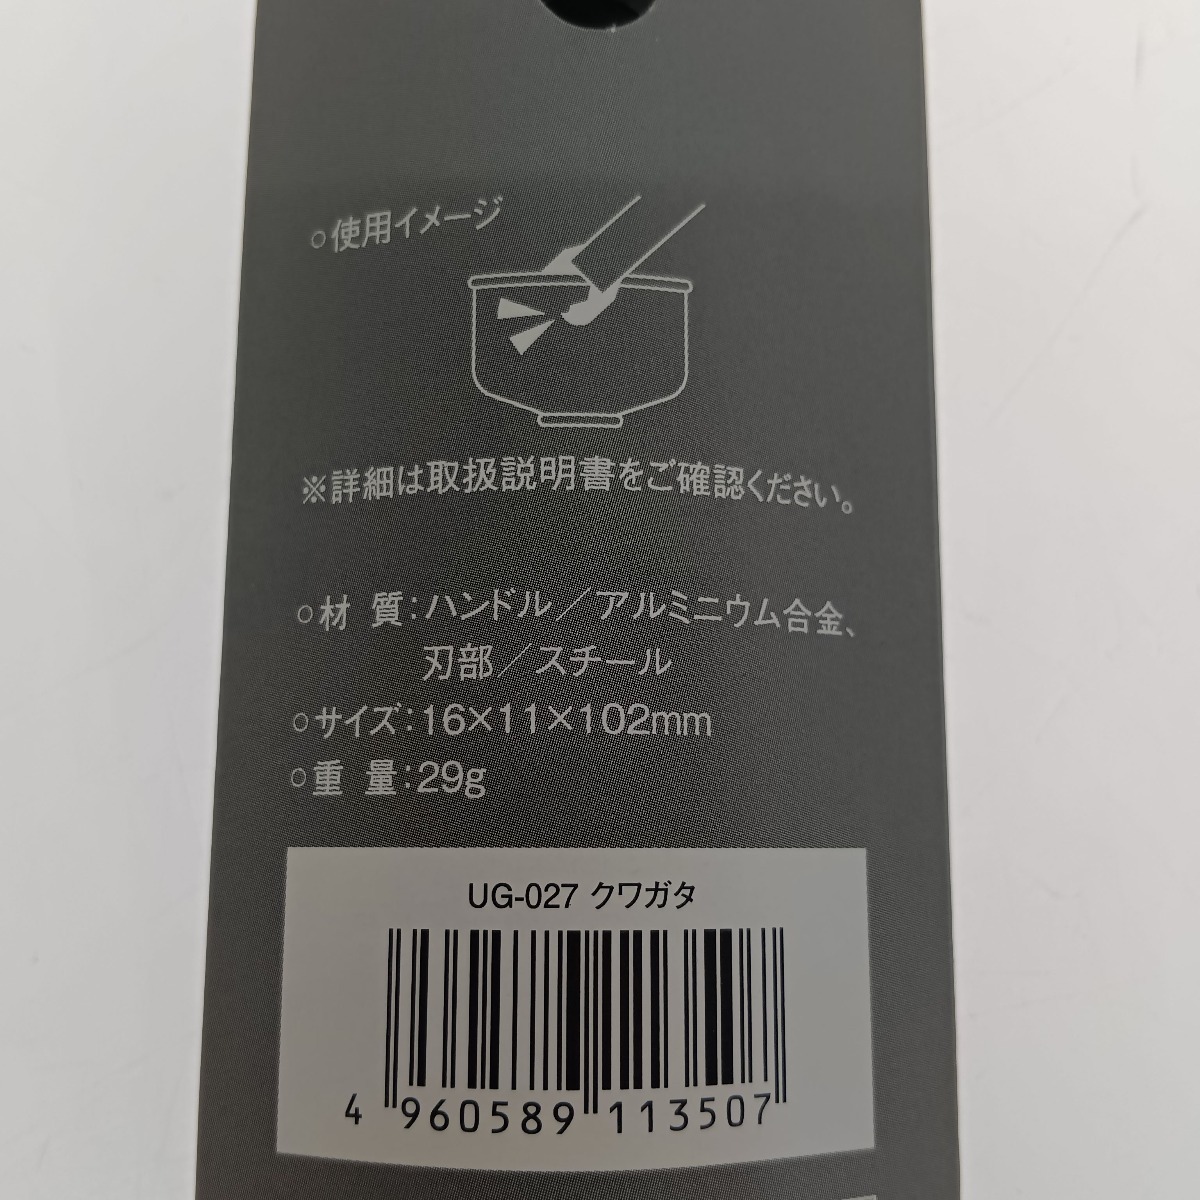 ○使用イメージ
※詳細は取扱説明書をご確認ください。
○材 質：ハンドル／アルミニウム合金、
刃部／スチール
○サイズ：16×11×102mm
○重 量：29g
UG-027 クワガタ
4 960589 113507